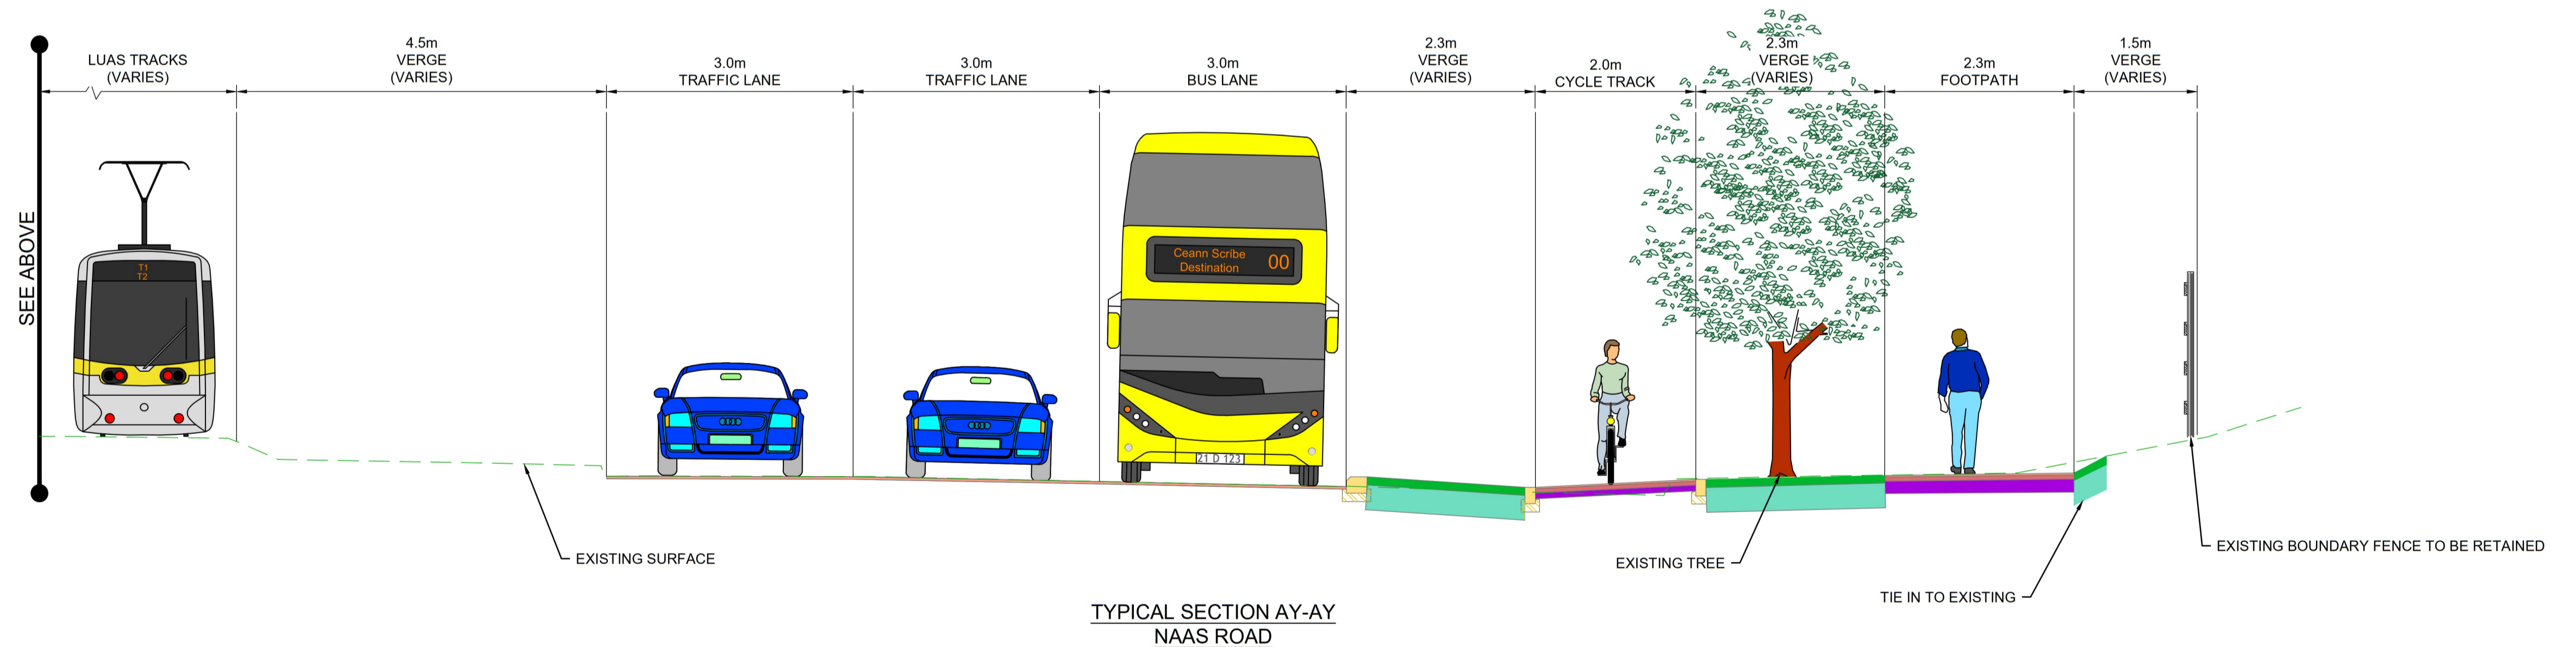 SEE ABOVE
LUAS TRACKS
(VARIES)
4.5m
VERGE
(VARIES)
3.0m
TRAFFIC LANE
3.0m
TRAFFIC LANE
3.0m
BUS LANE
2.3m
VERGE
(VARIES)
2.0m
CYCLE TRACK
2.3m
VERGE
(VARIES)
2.3m
FOOTPATH
1.5m
VERGE
(VARIES)
T1
T2
Ceann Scríbe
Destination
00
21 D 123
EXISTING SURFACE
EXISTING TREE
TIE IN TO EXISTING
EXISTING BOUNDARY FENCE TO BE RETAINED
TYPICAL SECTION AY-AY
NAAS ROAD